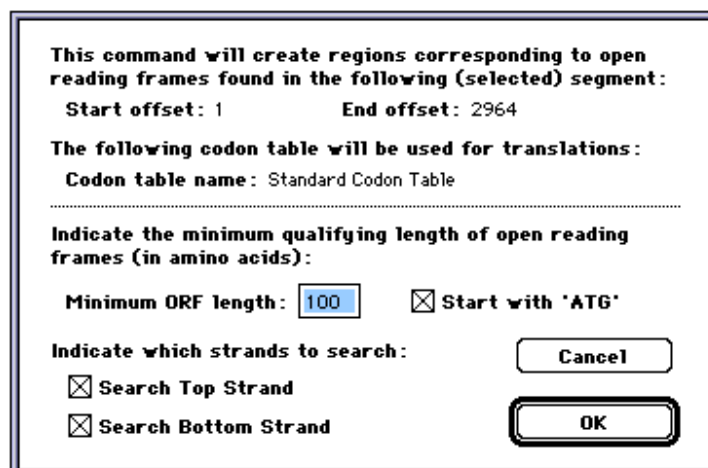 This command will create regions corresponding to open
reading frames found in the following (selected) segment:
Start offset: 1 End offset: 2964
The following codon table will be used for translations:
Codon table name: Standard Codon Table
Indicate the minimum qualifying length of open reading
frames (in amino acids):
Minimum ORF length: 100 Start with 'ATG'
Indicate which strands to search:
Cancel
Search Top Strand
Search Bottom Strand
OK